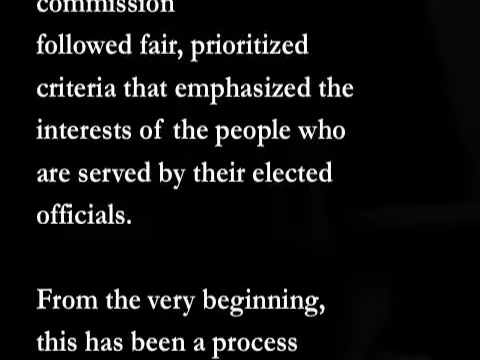 commission
followed fair, prioritized
criteria that emphasized the
interests of the people who
are served by their elected
officials.
From the very beginning,
this has been a process